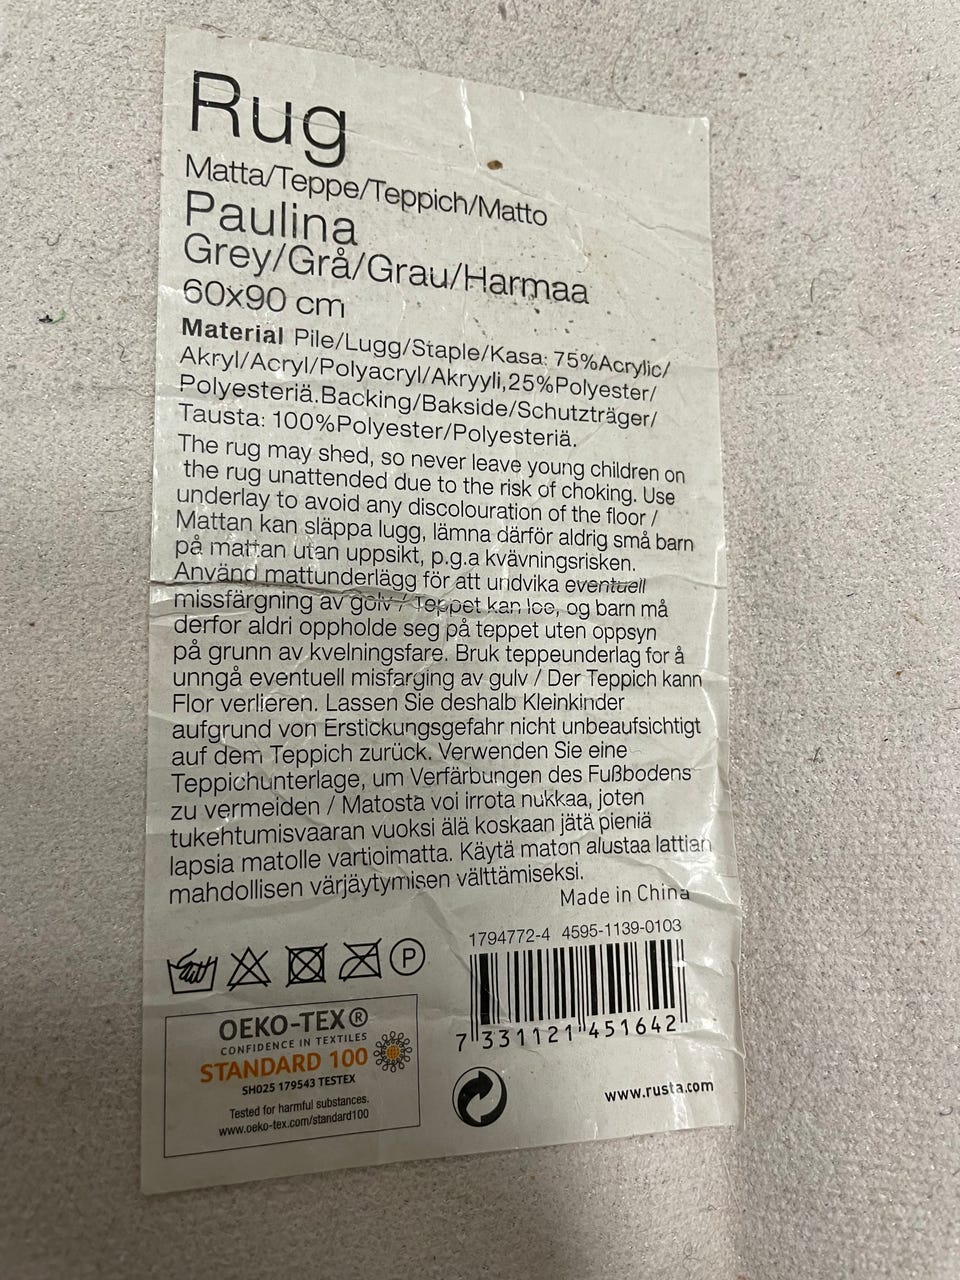 Rug
Matta/Teppe/Teppich/Matto
Paulina
Grey/Grå/Grau/Harmaa
60x90 cm
Material Pile/Lugg/Staple/Kasa: 75%Acrylic/
Akryl/Acryl/Polyacryl/Akryyli,25%Polyester/
Polyesteriä.Backing/Bakside/Schutzträger/
Tausta: 100%Polyester/Polyesteriä.
The rug may shed, so never leave young children on
the rug unattended due to the risk of choking. Use
underlay to avoid any discolouration of the floor /
Mattan kan släppa lugg, lämna därför aldrig små barn
på mattan utan uppsikt, p.g.a kvävningsrisken.
Använd mattunderlägg för att undvika eventuell
missfärgning av golv / Teppet kan loe, og barn må
derfor aldri oppholde seg på teppet uten oppsyn
på grunn av kvelningsfare. Bruk teppeunderlag for å
unngå eventuell misfarging av gulv / Der Teppich kann
Flor verlieren. Lassen Sie deshalb Kleinkinder
aufgrund von Erstickungsgefahr nicht unbeaufsichtigt
auf dem Teppich zurück. Verwenden Sie eine
Teppichunterlage, um Verfärbungen des Fußbodens
zu vermeiden / Matosta voi irrota nukkaa, joten
tukehtumisvaaran vuoksi älä koskaan jätä pieniä
lapsia matolle vartioimatta. Käytä maton alustaa lattian
mahdollisen värjäytymisen välttämiseksi.
Made in China
1794772-4 4595-1139-0103
P
7 331121 451642
OEKO-TEX®
CONFIDENCE IN TEXTILES
STANDARD 100
SH025 179543 TESTEX
Tested for harmful substances.
www.oeko-tex.com/standard100
www.rusta.com